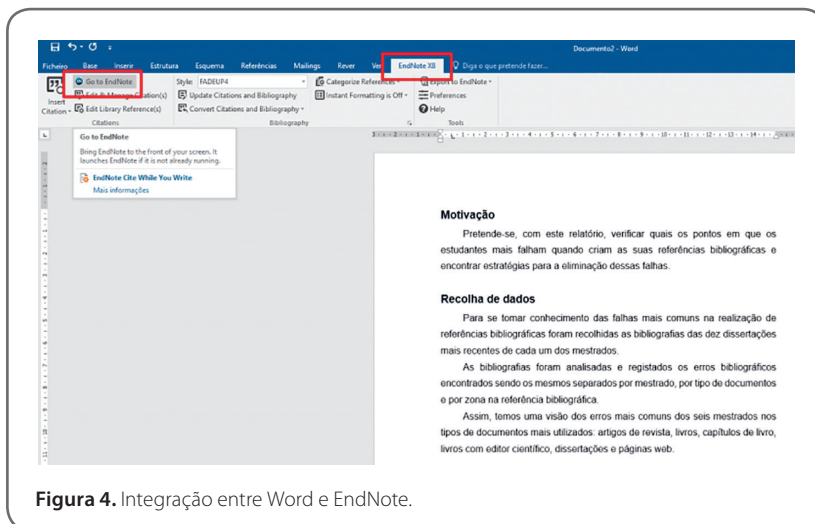 Documento2 - Word
Ficheiro Base Inserir Estrutura Esquema Referências Mailings Rever Ver EndNote X8 Diga o que pretende fazer...
Go to EndNote Style: FADEUP4 Categorize References Export to EndNote
Edit & Manage Citation(s) Update Citations and Bibliography Instant Formatting is Off Preferences
Insert Citation Edit Library Reference(s) Convert Citations and Bibliography Help
Citations Bibliography Tools
Go to EndNote
Bring EndNote to the front of your screen. It
launches EndNote if it is not already running.
EndNote Cite While You Write
Mais informações
Motivação
Pretende-se, com este relatório, verificar quais os pontos em que os
estudantes mais falham quando criam as suas referências bibliográficas e
encontrar estratégias para a eliminação dessas falhas.
Recolha de dados
Para se tomar conhecimento das falhas mais comuns na realização de
referências bibliográficas foram recolhidas as bibliografias das dez dissertações
mais recentes de cada um dos mestrados.
As bibliografias foram analisadas e registados os erros bibliográficos
encontrados sendo os mesmos separados por mestrado, por tipo de documentos
e por zona na referência bibliográfica.
Assim, temos uma visão dos erros mais comuns dos seis mestrados nos
tipos de documentos mais utilizados: artigos de revista, livros, capítulos de livro,
livros com editor científico, dissertações e páginas web.
Figura 4. Integração entre Word e EndNote.